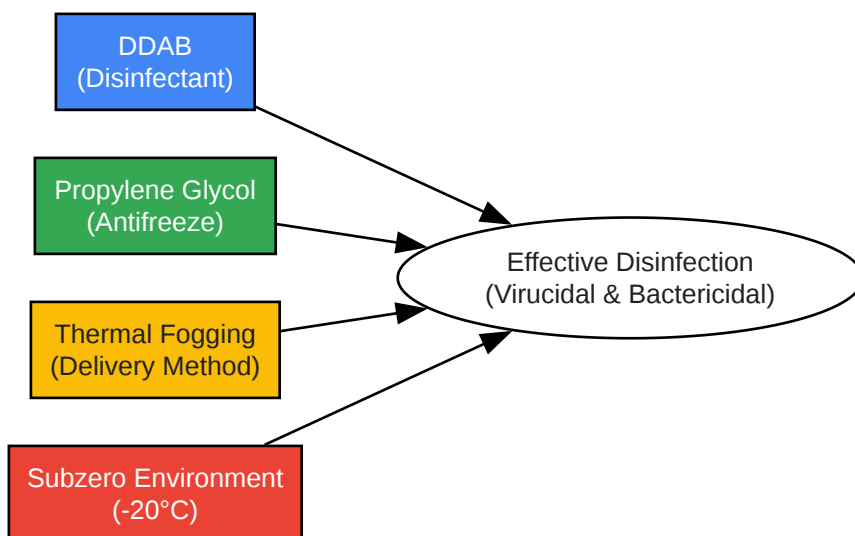 DDAB
(Disinfectant)
Propylene Glycol
(Antifreeze)
Thermal Fogging
(Delivery Method)
Subzero Environment
(-20°C)
Effective Disinfection
(Virucidal & Bactericidal)